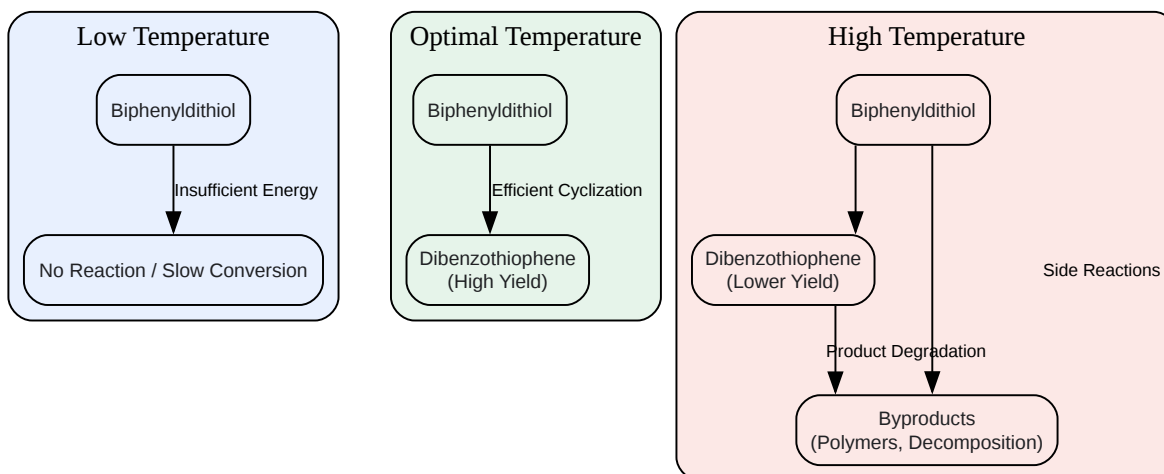 Low Temperature
Biphenyldithiol
Insufficient Energy
No Reaction / Slow Conversion
Optimal Temperature
Biphenyldithiol
Efficient Cyclization
Dibenzothiophene
(High Yield)
High Temperature
Biphenyldithiol
Dibenzothiophene
(Lower Yield)
Side Reactions
Product Degradation
Byproducts
(Polymers, Decomposition)